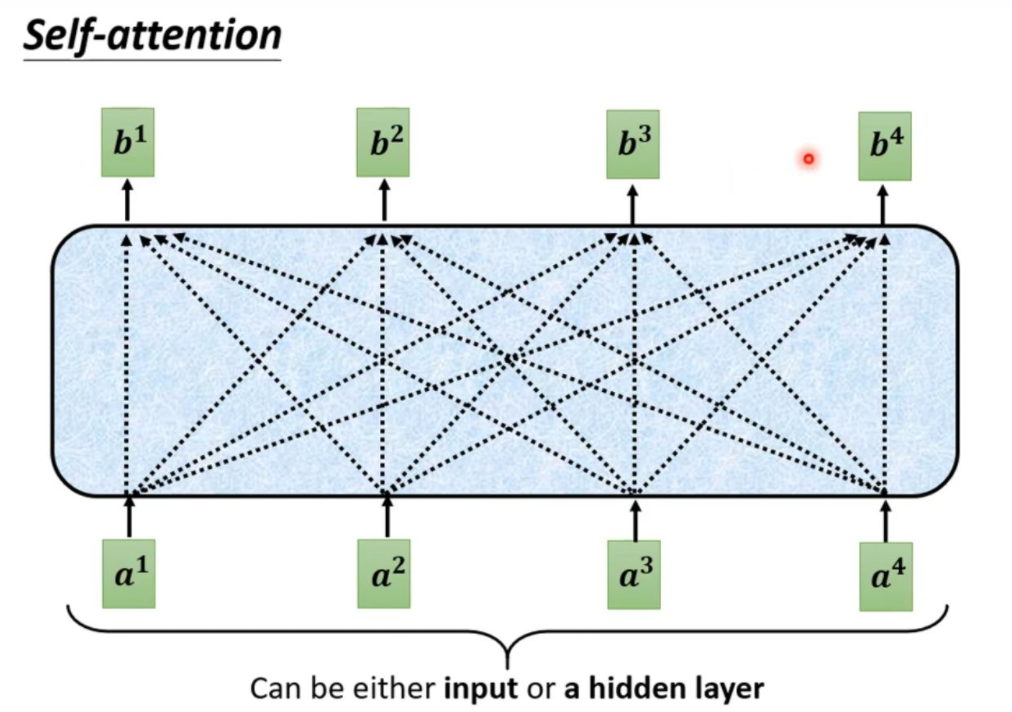 Self-attention
b¹ b² b³ b⁴
a¹ a² a³ a⁴
Can be either input or a hidden layer